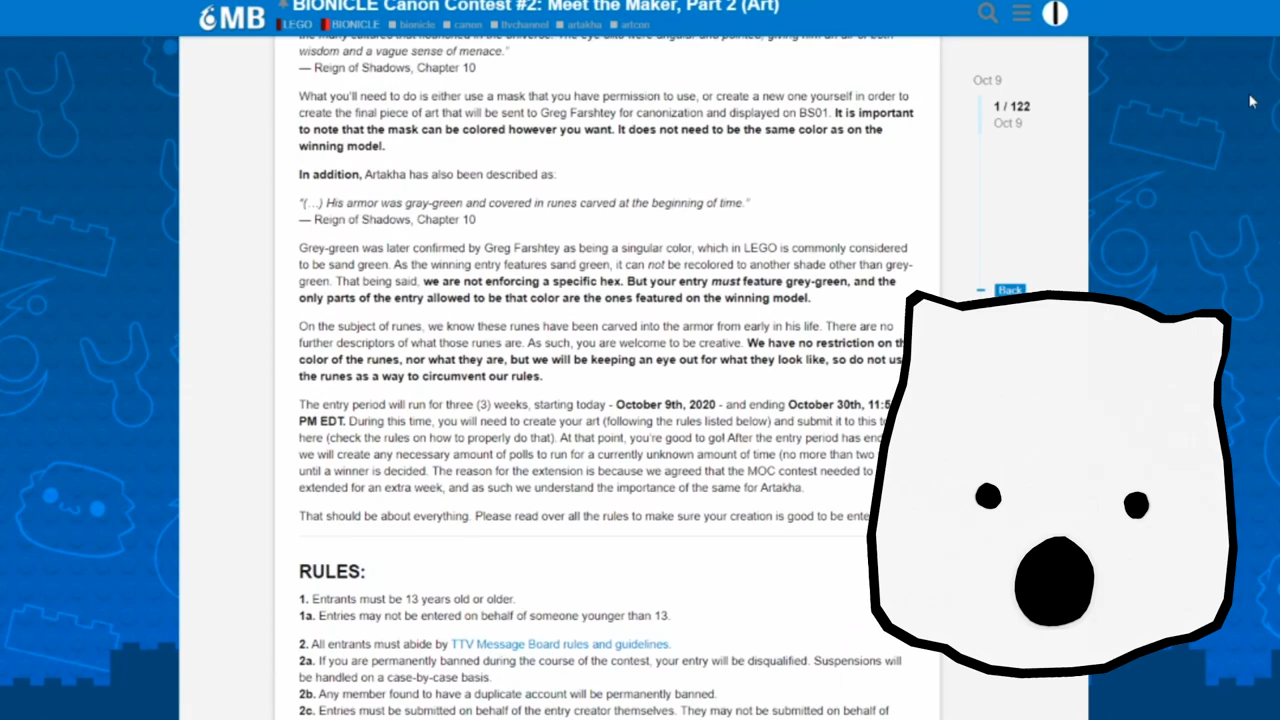 MB
BIONICLE Canon Contest #2: Meet the Maker, Part 2 (Art)
LEGO BIONICLE bionicle canon ttvchannel artakha artcon
wisdom and a vague sense of menace."
— Reign of Shadows, Chapter 10
What you'll need to do is either use a mask that you have permission to use, or create a new one yourself in order to
create the final piece of art that will be sent to Greg Farshtey for canonization and displayed on BS01. It is important
to note that the mask can be colored however you want. It does not need to be the same color as on the
winning model.
In addition, Artakha has also been described as:
"(…) His armor was gray-green and covered in runes carved at the beginning of time."
— Reign of Shadows, Chapter 10
Grey-green was later confirmed by Greg Farshtey as being a singular color, which in LEGO is commonly considered
to be sand green. As the winning entry features sand green, it can not be recolored to another shade other than grey-
green. That being said, we are not enforcing a specific hex. But your entry must feature grey-green, and the
only parts of the entry allowed to be that color are the ones featured on the winning model.
On the subject of runes, we know these runes have been carved into the armor from early in his life. There are no
further descriptors of what those runes are. As such, you are welcome to be creative. We have no restriction on
color of the runes, nor what they are, but we will be keeping an eye out for what they look like, so do not
the runes as a way to circumvent our rules.
The entry period will run for three (3) weeks, starting today - October 9th, 2020 - and ending October 30th,
PM EDT. During this time, you will need to create your art (following the rules listed below) and submit it to this
here (check the rules on how to properly do that). At that point, you're good to go! After the entry period has
we will create any necessary amount of polls to run for a currently unknown amount of time (no more than two
until a winner is decided. The reason for the extension is because we agreed that the MOC contest needed to
extended for an extra week, and as such we understand the importance of the same for Artakha.
That should be about everything. Please read over all the rules to make sure your creation is good to be
RULES:
1. Entrants must be 13 years old or older.
1a. Entries may not be entered on behalf of someone younger than 13.
2. All entrants must abide by TTV Message Board rules and guidelines.
2a. If you are permanently banned during the course of the contest, your entry will be disqualified. Suspensions will
be handled on a case-by-case basis.
2b. Any member found to have a duplicate account will be permanently banned.
2c. Entries must be submitted on behalf of the entry creator themselves. They may not be submitted on behalf of
Oct 9
1 / 122
Oct 9
Back